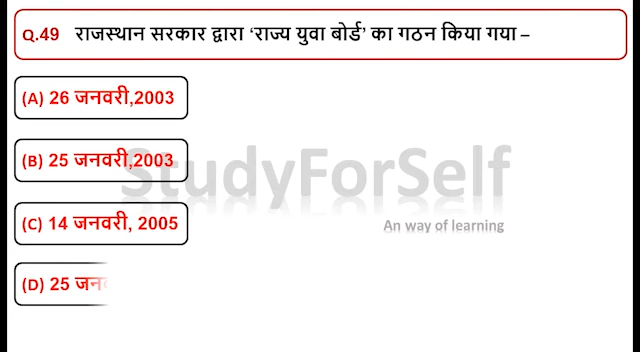 Q.49 राजस्थान सरकार द्वारा ‘राज्य युवा बोर्ड’ का गठन किया गया –
(A) 26 जनवरी,2003
(B) 25 जनवरी,2003
StudyForSelf
(C) 14 जनवरी, 2005
An way of learning
(D) 25